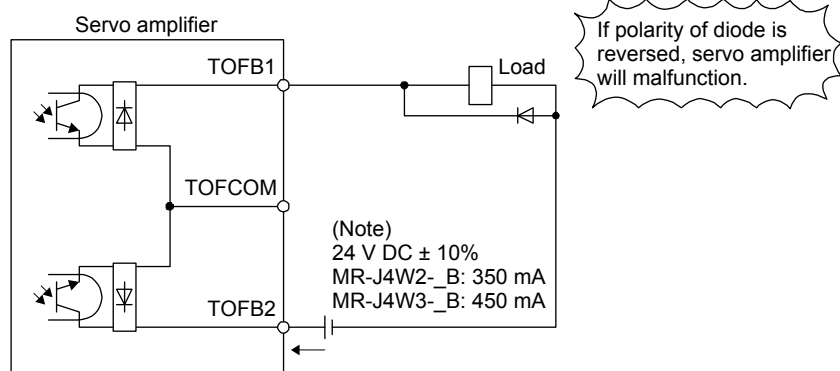 Servo amplifier
If polarity of diode is
reversed, servo amplifier
will malfunction.
TOFB1
Load
TOFCOM
(Note)
24 V DC ± 10%
MR-J4W2-_B: 350 mA
MR-J4W3-_B: 450 mA
TOFB2